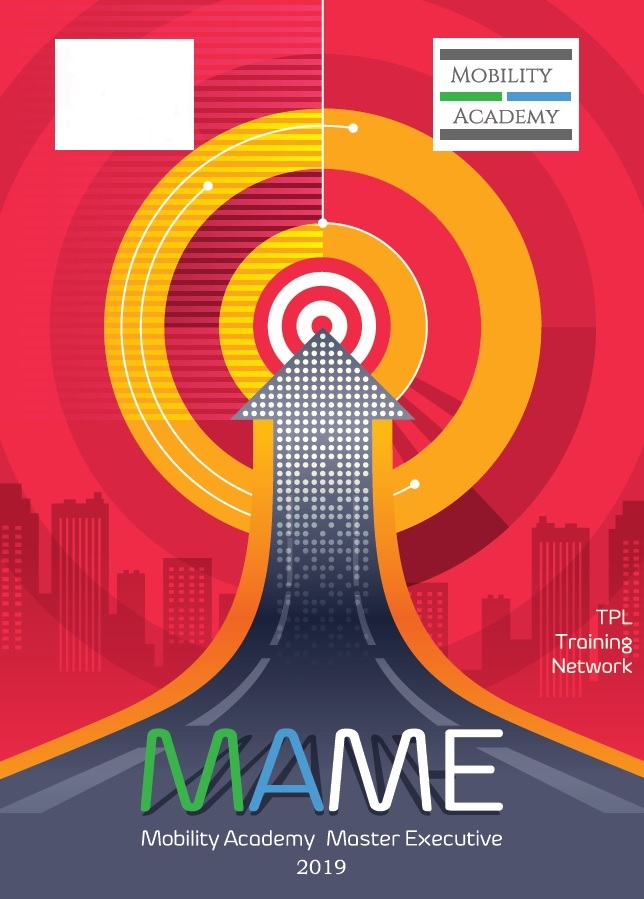 MOBILITY
ACADEMY
TPL
Training
Network
MAME
Mobility Academy Master Executive
2019